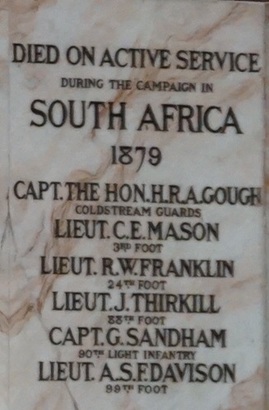 DIED ON ACTIVE SERVICE
DURING THE CAMPAIGN IN
SOUTH AFRICA
1879
CAPT. THE HON. H.R.A. GOUGH
COLDSTREAM GUARDS
LIEUT. C.E. MASON
3RD FOOT
LIEUT. R.W. FRANKLIN
24TH FOOT
LIEUT. J. THIRKILL
88TH FOOT
CAPT. G. SANDHAM
90TH LIGHT INFANTRY
LIEUT. A.S.F. DAVISON
99TH FOOT